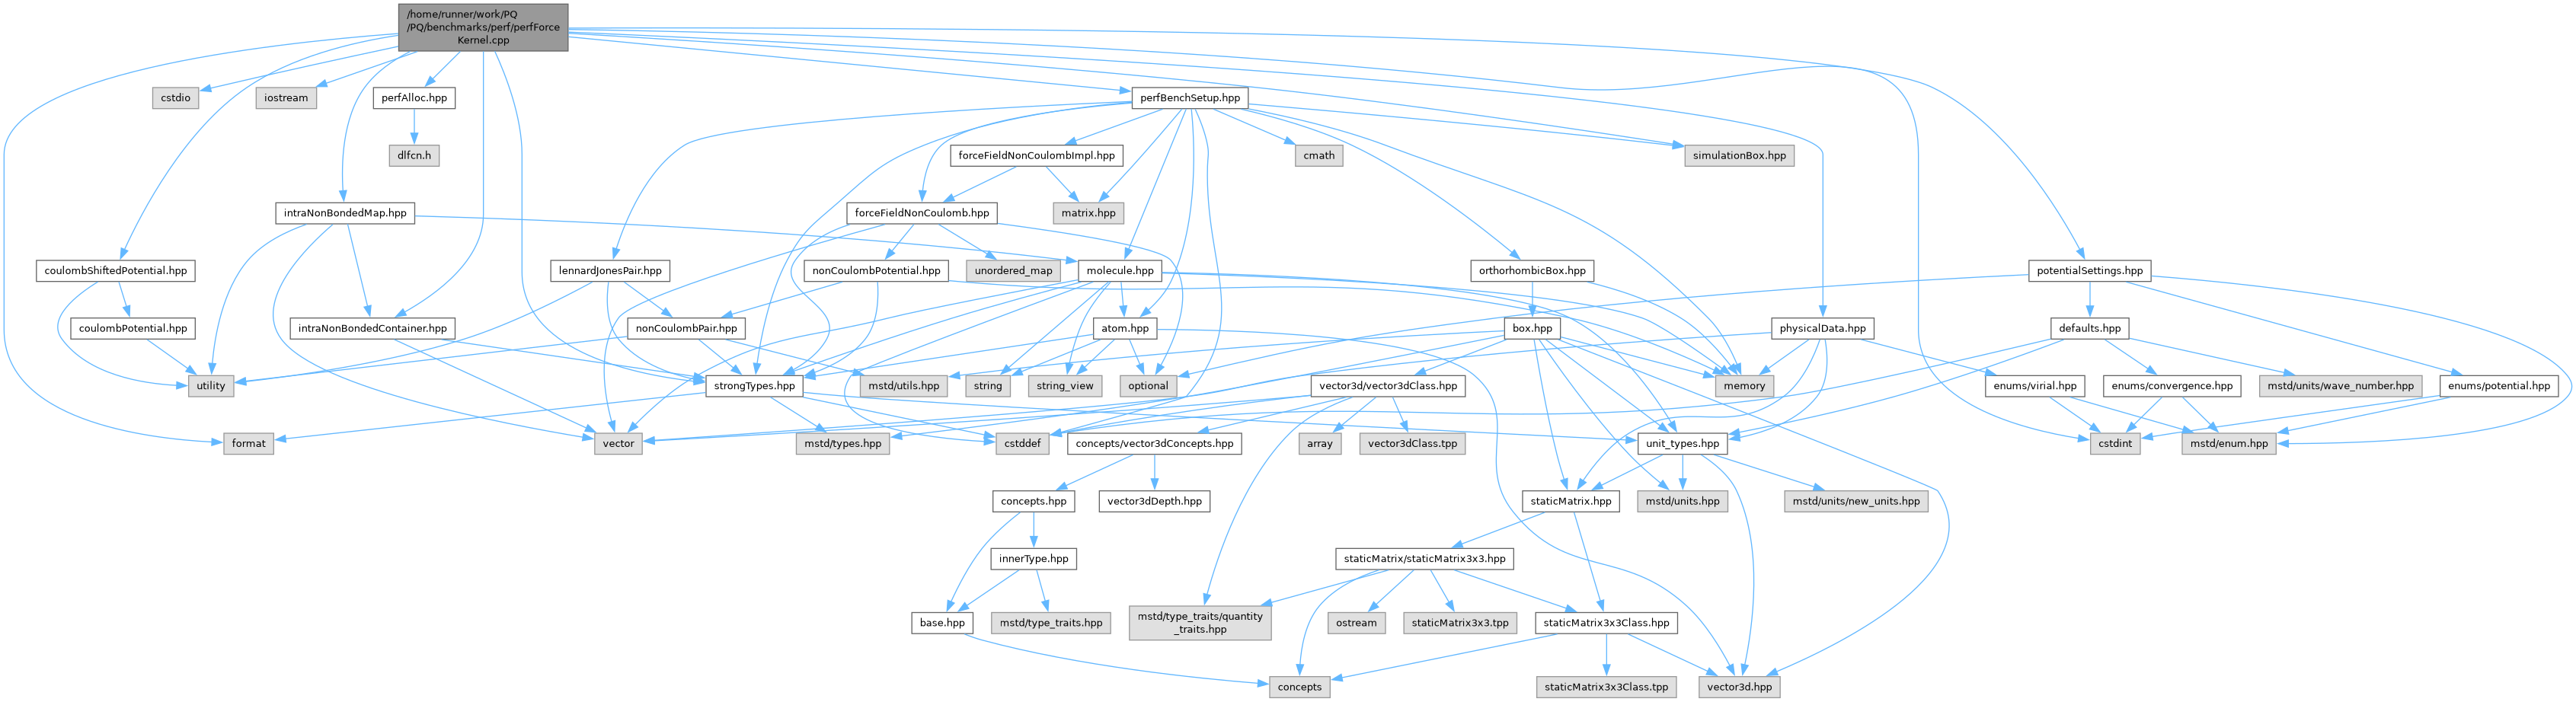 /home/runner/work/PQ
/PQ/benchmarks/perf/perfForce
Kernel.cpp
cstdio
iostream
perfAlloc.hpp
perfBenchSetup.hpp
dlfcn.h
forceFieldNonCoulombImpl.hpp
cmath
simulationBox.hpp
intraNonBondedMap.hpp
forceFieldNonCoulomb.hpp
matrix.hpp
coulombShiftedPotential.hpp
lennardJonesPair.hpp
nonCoulombPotential.hpp
unordered_map
molecule.hpp
orthorhombicBox.hpp
potentialSettings.hpp
coulombPotential.hpp
intraNonBondedContainer.hpp
nonCoulombPair.hpp
atom.hpp
box.hpp
physicalData.hpp
defaults.hpp
utility
strongTypes.hpp
mstd/utils.hpp
string
string_view
optional
vector3d/vector3dClass.hpp
memory
enums/virial.hpp
enums/convergence.hpp
mstd/units/wave_number.hpp
enums/potential.hpp
format
vector
mstd/types.hpp
cstddef
concepts/vector3dConcepts.hpp
array
vector3dClass.tpp
unit_types.hpp
cstdint
mstd/enum.hpp
concepts.hpp
vector3dDepth.hpp
staticMatrix.hpp
mstd/units.hpp
mstd/units/new_units.hpp
innerType.hpp
staticMatrix/staticMatrix3x3.hpp
base.hpp
mstd/type_traits.hpp
mstd/type_traits/quantity
_traits.hpp
ostream
staticMatrix3x3.tpp
staticMatrix3x3Class.hpp
concepts
staticMatrix3x3Class.tpp
vector3d.hpp